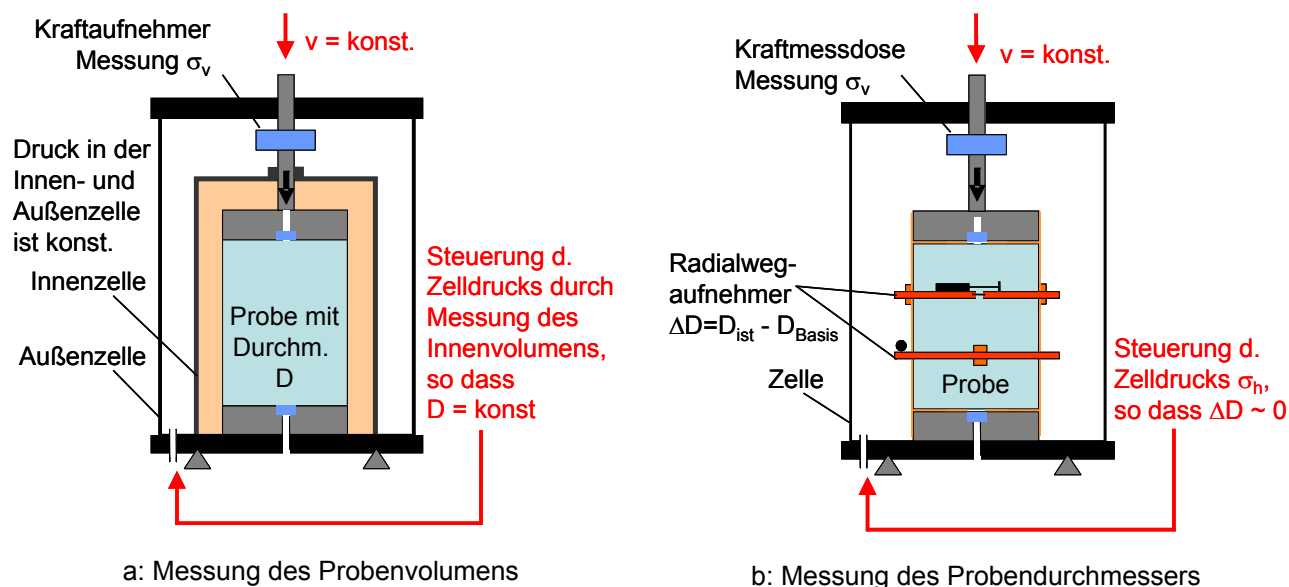 Kraftaufnehmer
Messung σv
v = konst.
Druck in der
Innen- und
Außenzelle
ist konst.
Innenzelle
Außenzelle
Probe mit
Durchm.
D
Steuerung d.
Zelldrucks durch
Messung des
Innenvolumens,
so dass
D = konst
a: Messung des Probenvolumens
Kraftmessdose
Messung σv
v = konst.
Radialweg-
aufnehmer
ΔD=Dist - DBasis
Zelle
Probe
Steuerung d.
Zelldrucks σh,
so dass ΔD ~ 0
b: Messung des Probendurchmessers